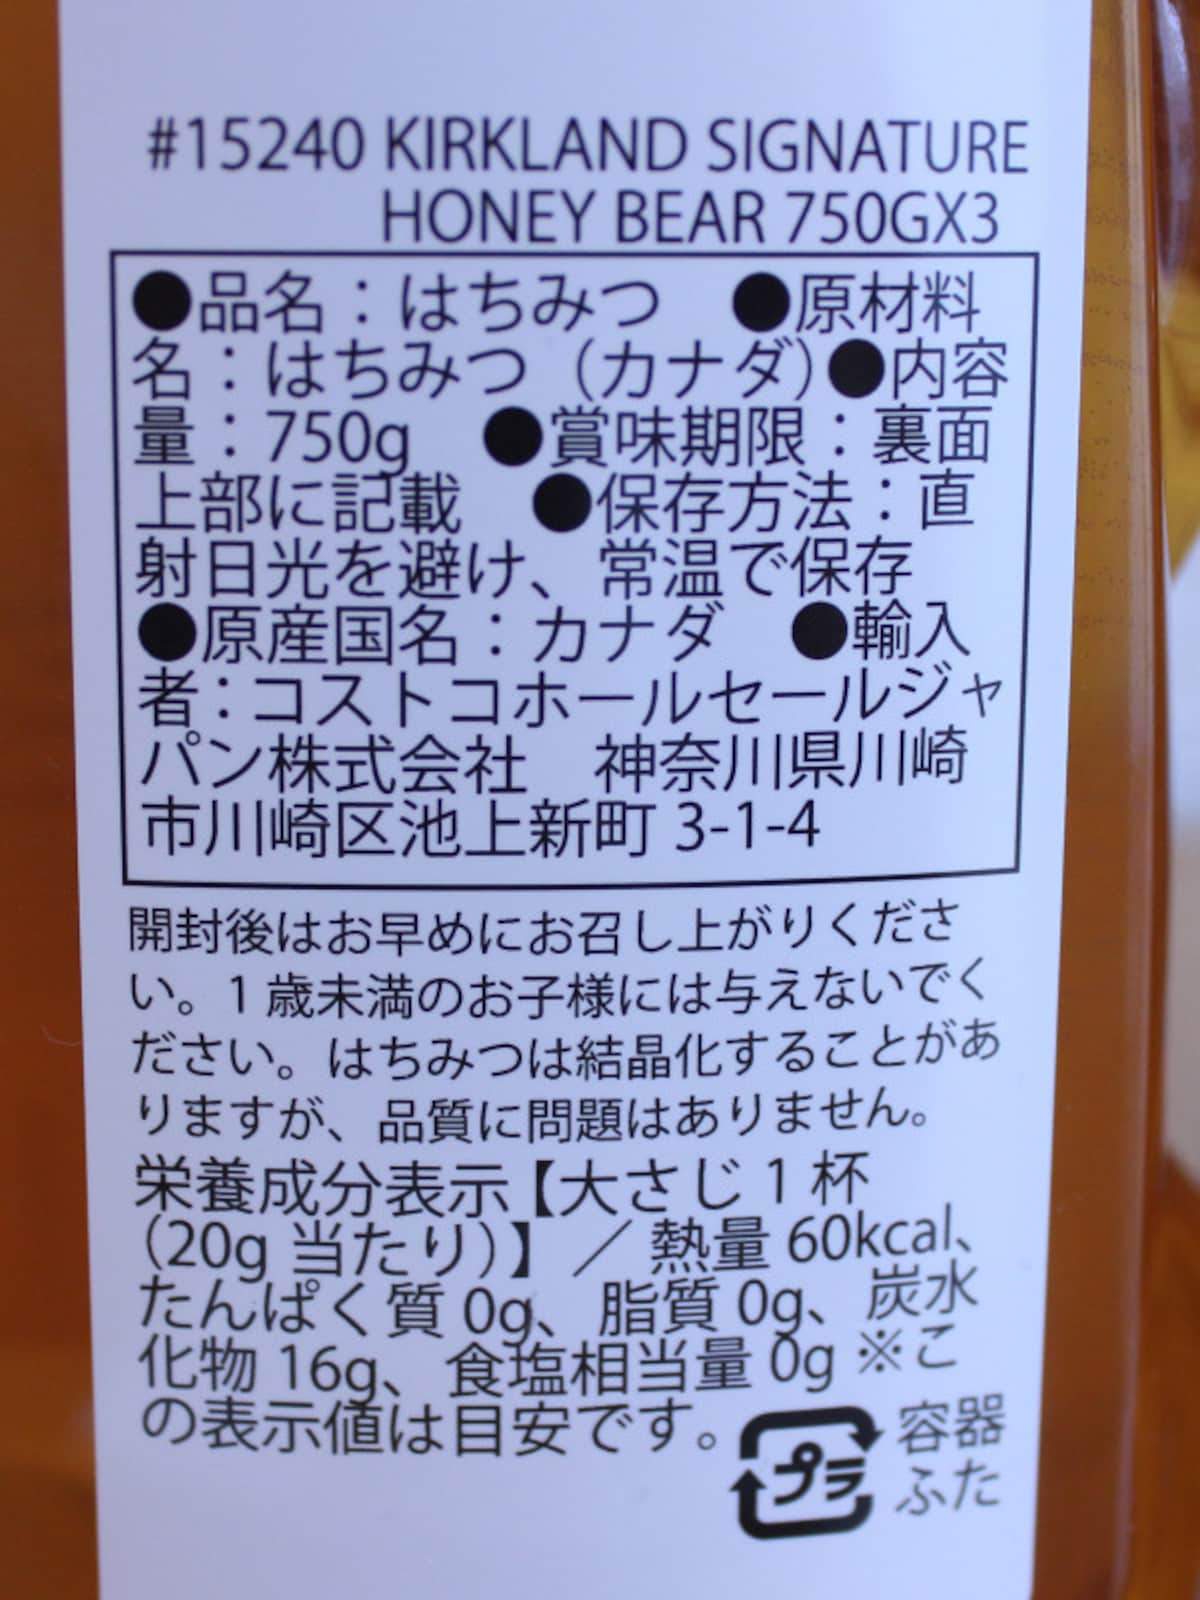 #15240 KIRKLAND SIGNATURE
HONEY BEAR 750GX3
●品名：はちみつ　●原材料
名：はちみつ（カナダ）●内容
量：750g　●賞味期限：裏面
上部に記載　●保存方法：直
射日光を避け、常温で保存
●原産国名：カナダ　●輸入
者：コストコホールセールジャ
パン株式会社　神奈川県川崎
市川崎区池上新町 3-1-4
開封後はお早めにお召し上がりくださ
い。1 歳未満のお子様には与えないでく
ださい。はちみつは結晶化することがあ
りますが、品質に問題はありません。
栄養成分表示【大さじ 1 杯
（20g 当たり）】／熱量 60kcal、
たんぱく質 0g、脂質 0g、炭水
化物 16g、食塩相当量 0g ※こ
の表示値は目安です。
プラ
容器
ふた